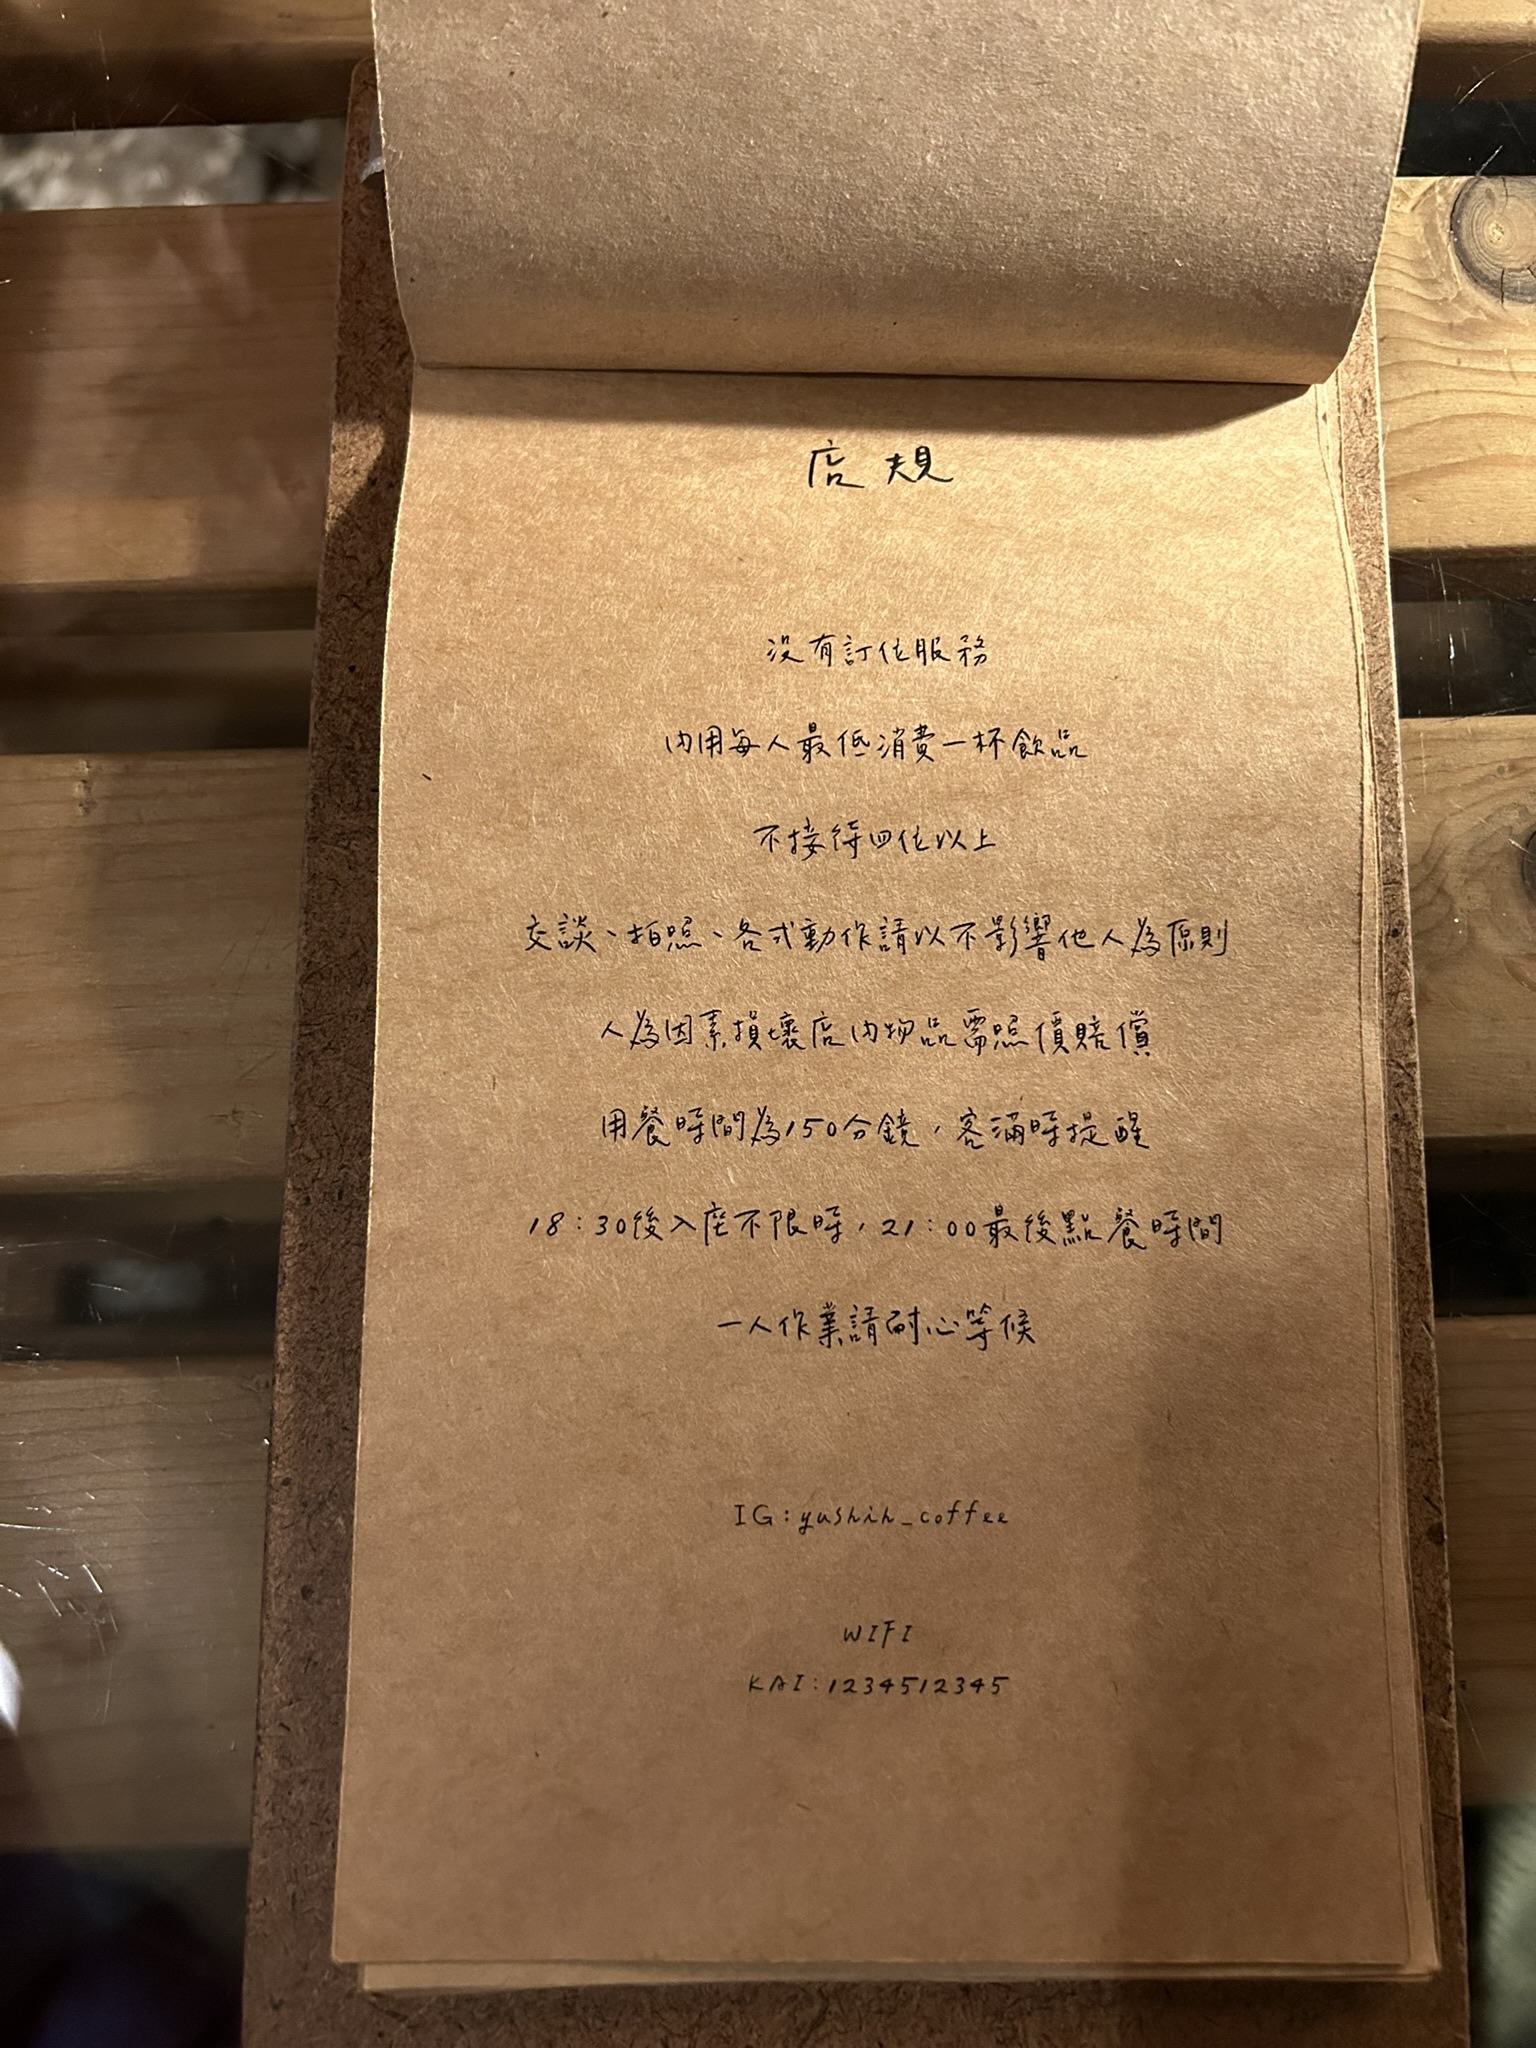 店規
沒有訂位服務
內用每人最低消費一杯飲品
不接待四位以上
交談、拍照、各式動作請以不影響他人為原則
人為因素損壞店內物品需照價賠償
用餐時間為150分鐘，客滿時提醒
18:30後入座不限時，21:00最後點餐時間
一人作業請耐心等候
IG:yushih_coffee
WIFI
KAI:1234512345